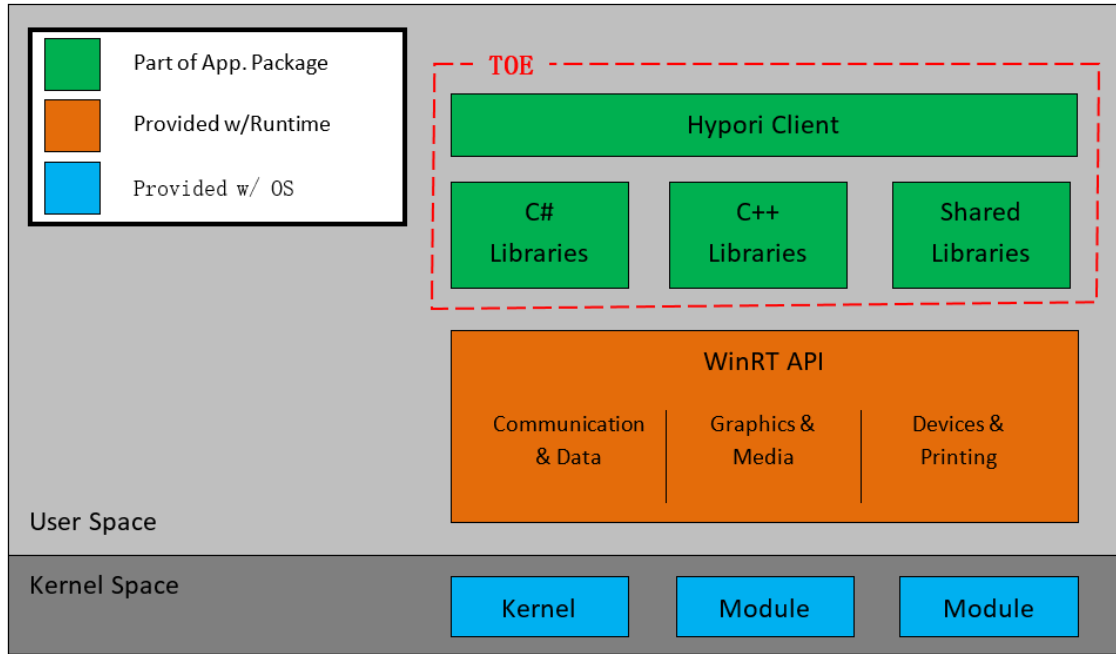 Part of App. Package
Provided w/Runtime
Provided w/ OS
TOE
Hypori Client
C#
Libraries
C++
Libraries
Shared
Libraries
WinRT API
Communication
& Data
Graphics &
Media
Devices &
Printing
User Space
Kernel Space
Kernel
Module
Module